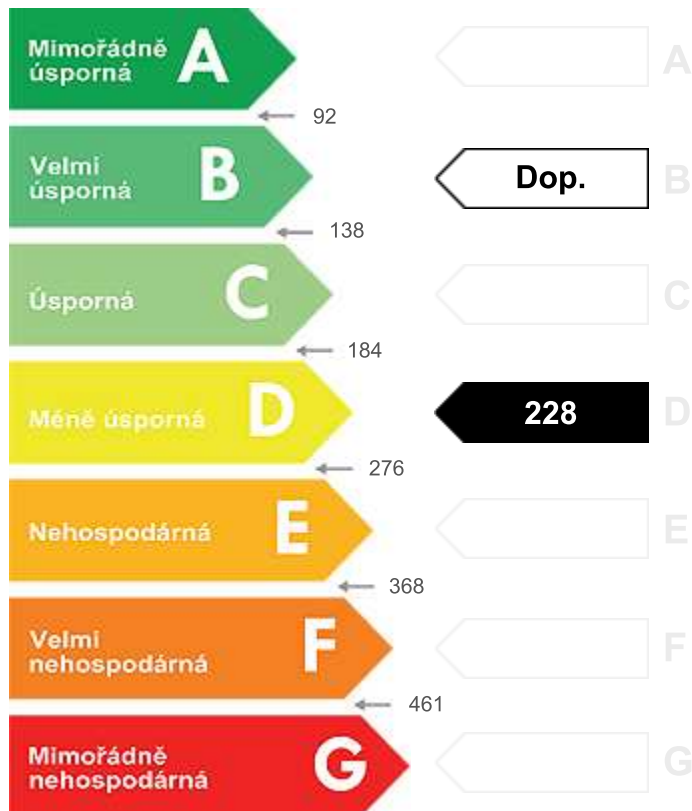 Mimořádně
úsporná
A
A
92
Velmi
úsporná
B
Dop.
B
138
Úsporná
C
C
184
Méně úsporná
D
228
D
276
Nehospodárná
E
E
368
Velmi
nehospodárná
F
F
461
Mimořádně
nehospodárná
G
G